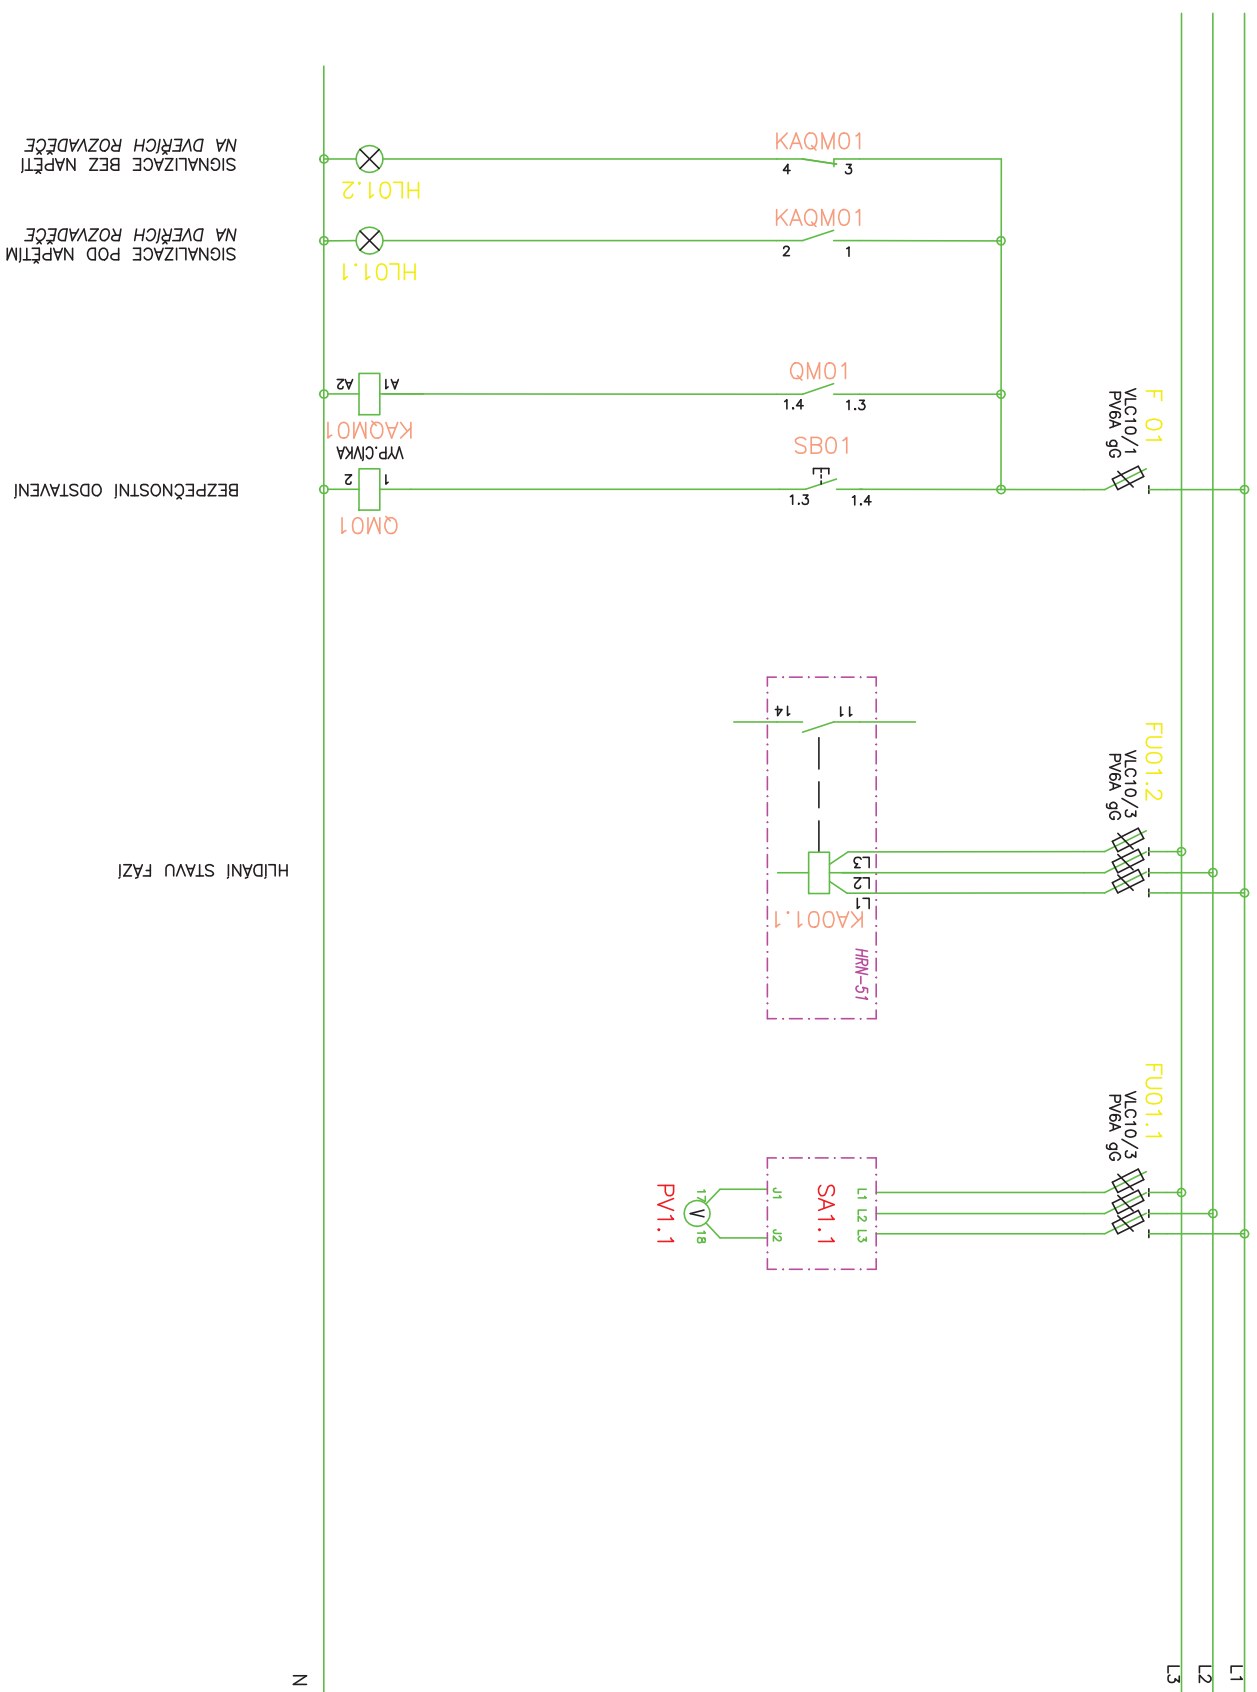 KAQM01
4
3
HL01.2
SIGNALIZACE BEZ NAPĚTÍ
NA DVEŘÍCH ROZVADĚČE
KAQM01
2
1
HL01.1
SIGNALIZACE POD NAPĚTÍM
NA DVEŘÍCH ROZVADĚČE
QM01
1.4
1.3
A1
A2
KAQM01
F 01
VLC10/1
PV6A gG
SB01
1.3
1.4
VYP.CÍVKA
1
2
QM01
BEZPEČNOSTNÍ ODSTAVENÍ
14
11
FU01.2
VLC10/3
PV6A gG
L3
L2
L1
KA001.1
HRN-51
HLÍDÁNÍ STAVU FÁZÍ
FU01.1
VLC10/3
PV6A gG
L1
L2
L3
SA1.1
J1
J2
17
V
18
PV1.1
N
L3
L2
L1